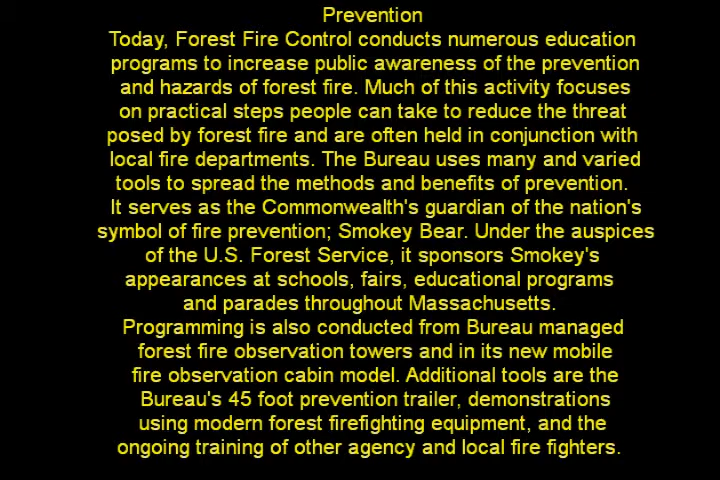 Prevention
Today, Forest Fire Control conducts numerous education
programs to increase public awareness of the prevention
and hazards of forest fire. Much of this activity focuses
on practical steps people can take to reduce the threat
posed by forest fire and are often held in conjunction with
local fire departments. The Bureau uses many and varied
tools to spread the methods and benefits of prevention.
It serves as the Commonwealth's guardian of the nation's
symbol of fire prevention; Smokey Bear. Under the auspices
of the U.S. Forest Service, it sponsors Smokey's
appearances at schools, fairs, educational programs
and parades throughout Massachusetts.
Programming is also conducted from Bureau managed
forest fire observation towers and in its new mobile
fire observation cabin model. Additional tools are the
Bureau's 45 foot prevention trailer, demonstrations
using modern forest firefighting equipment, and the
ongoing training of other agency and local fire fighters.